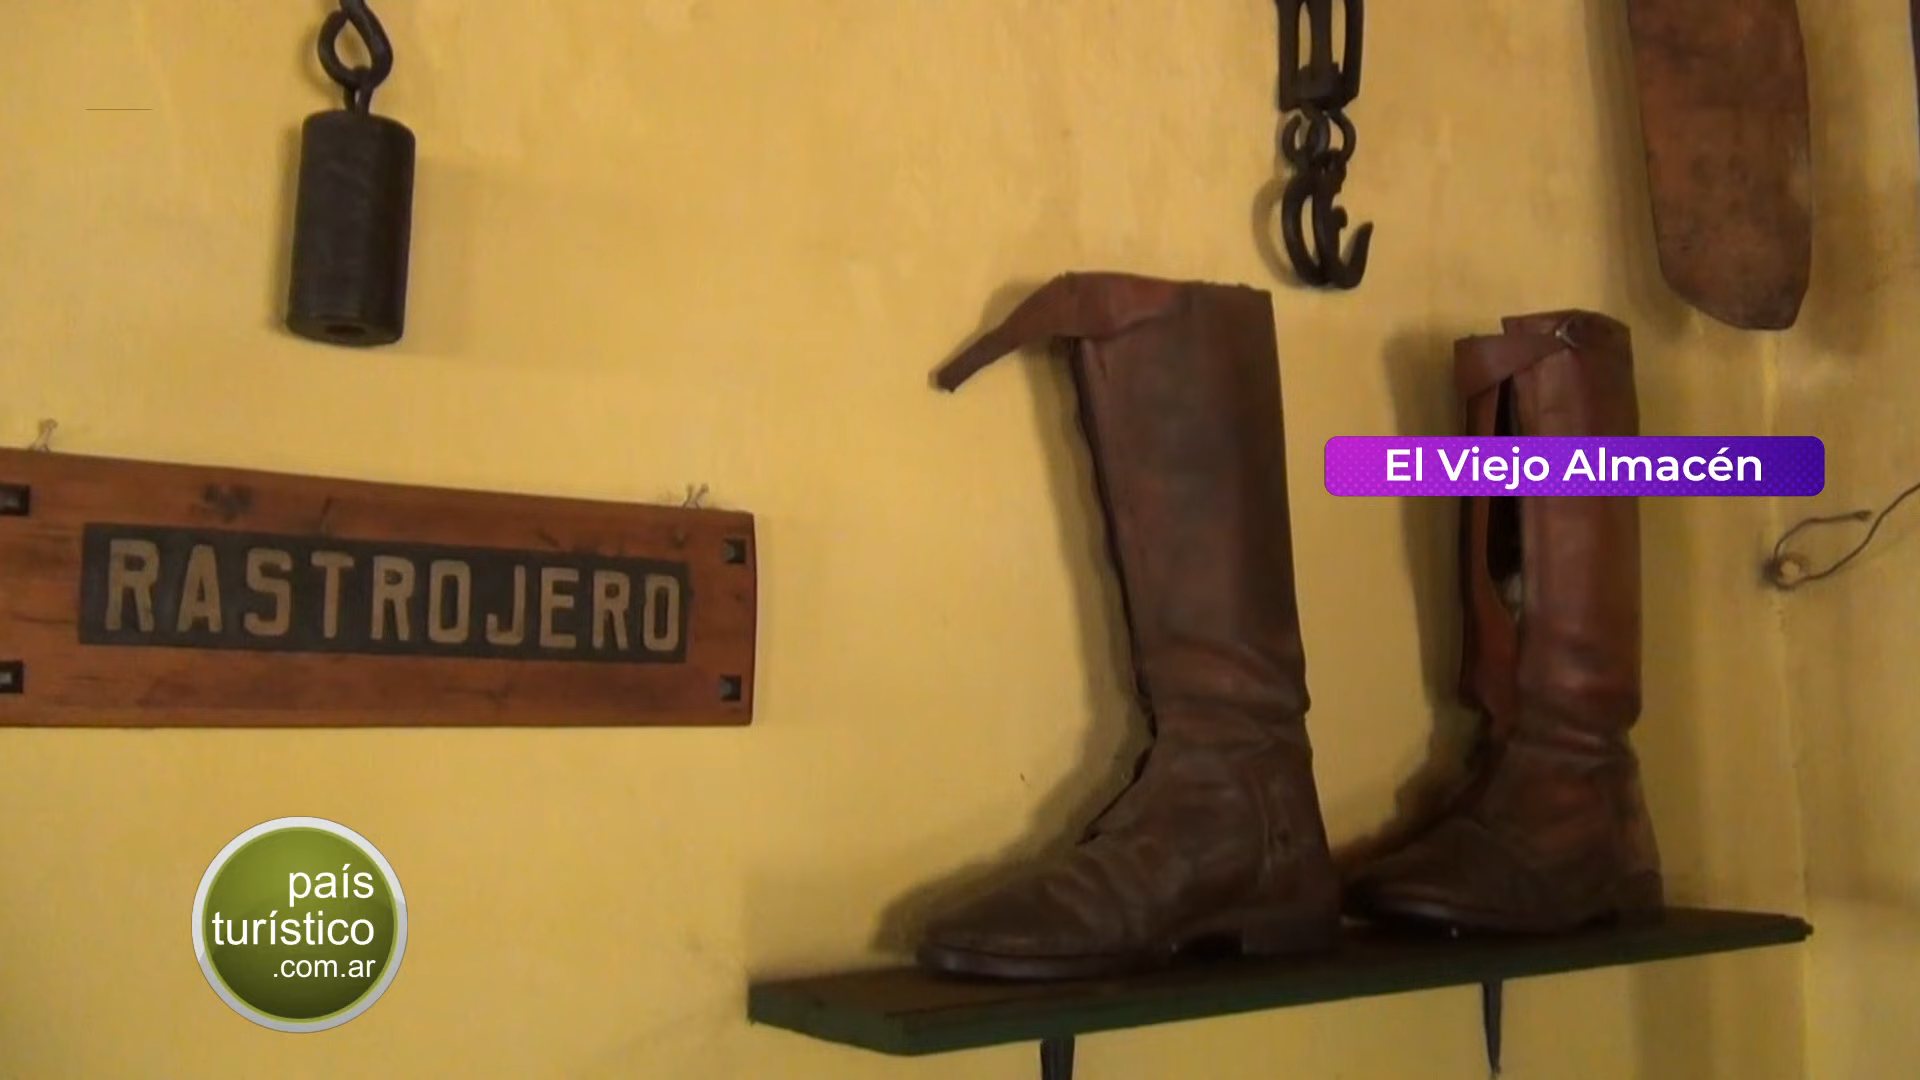 El Viejo Almacén
RASTROJERO
país
turístico
.com.ar